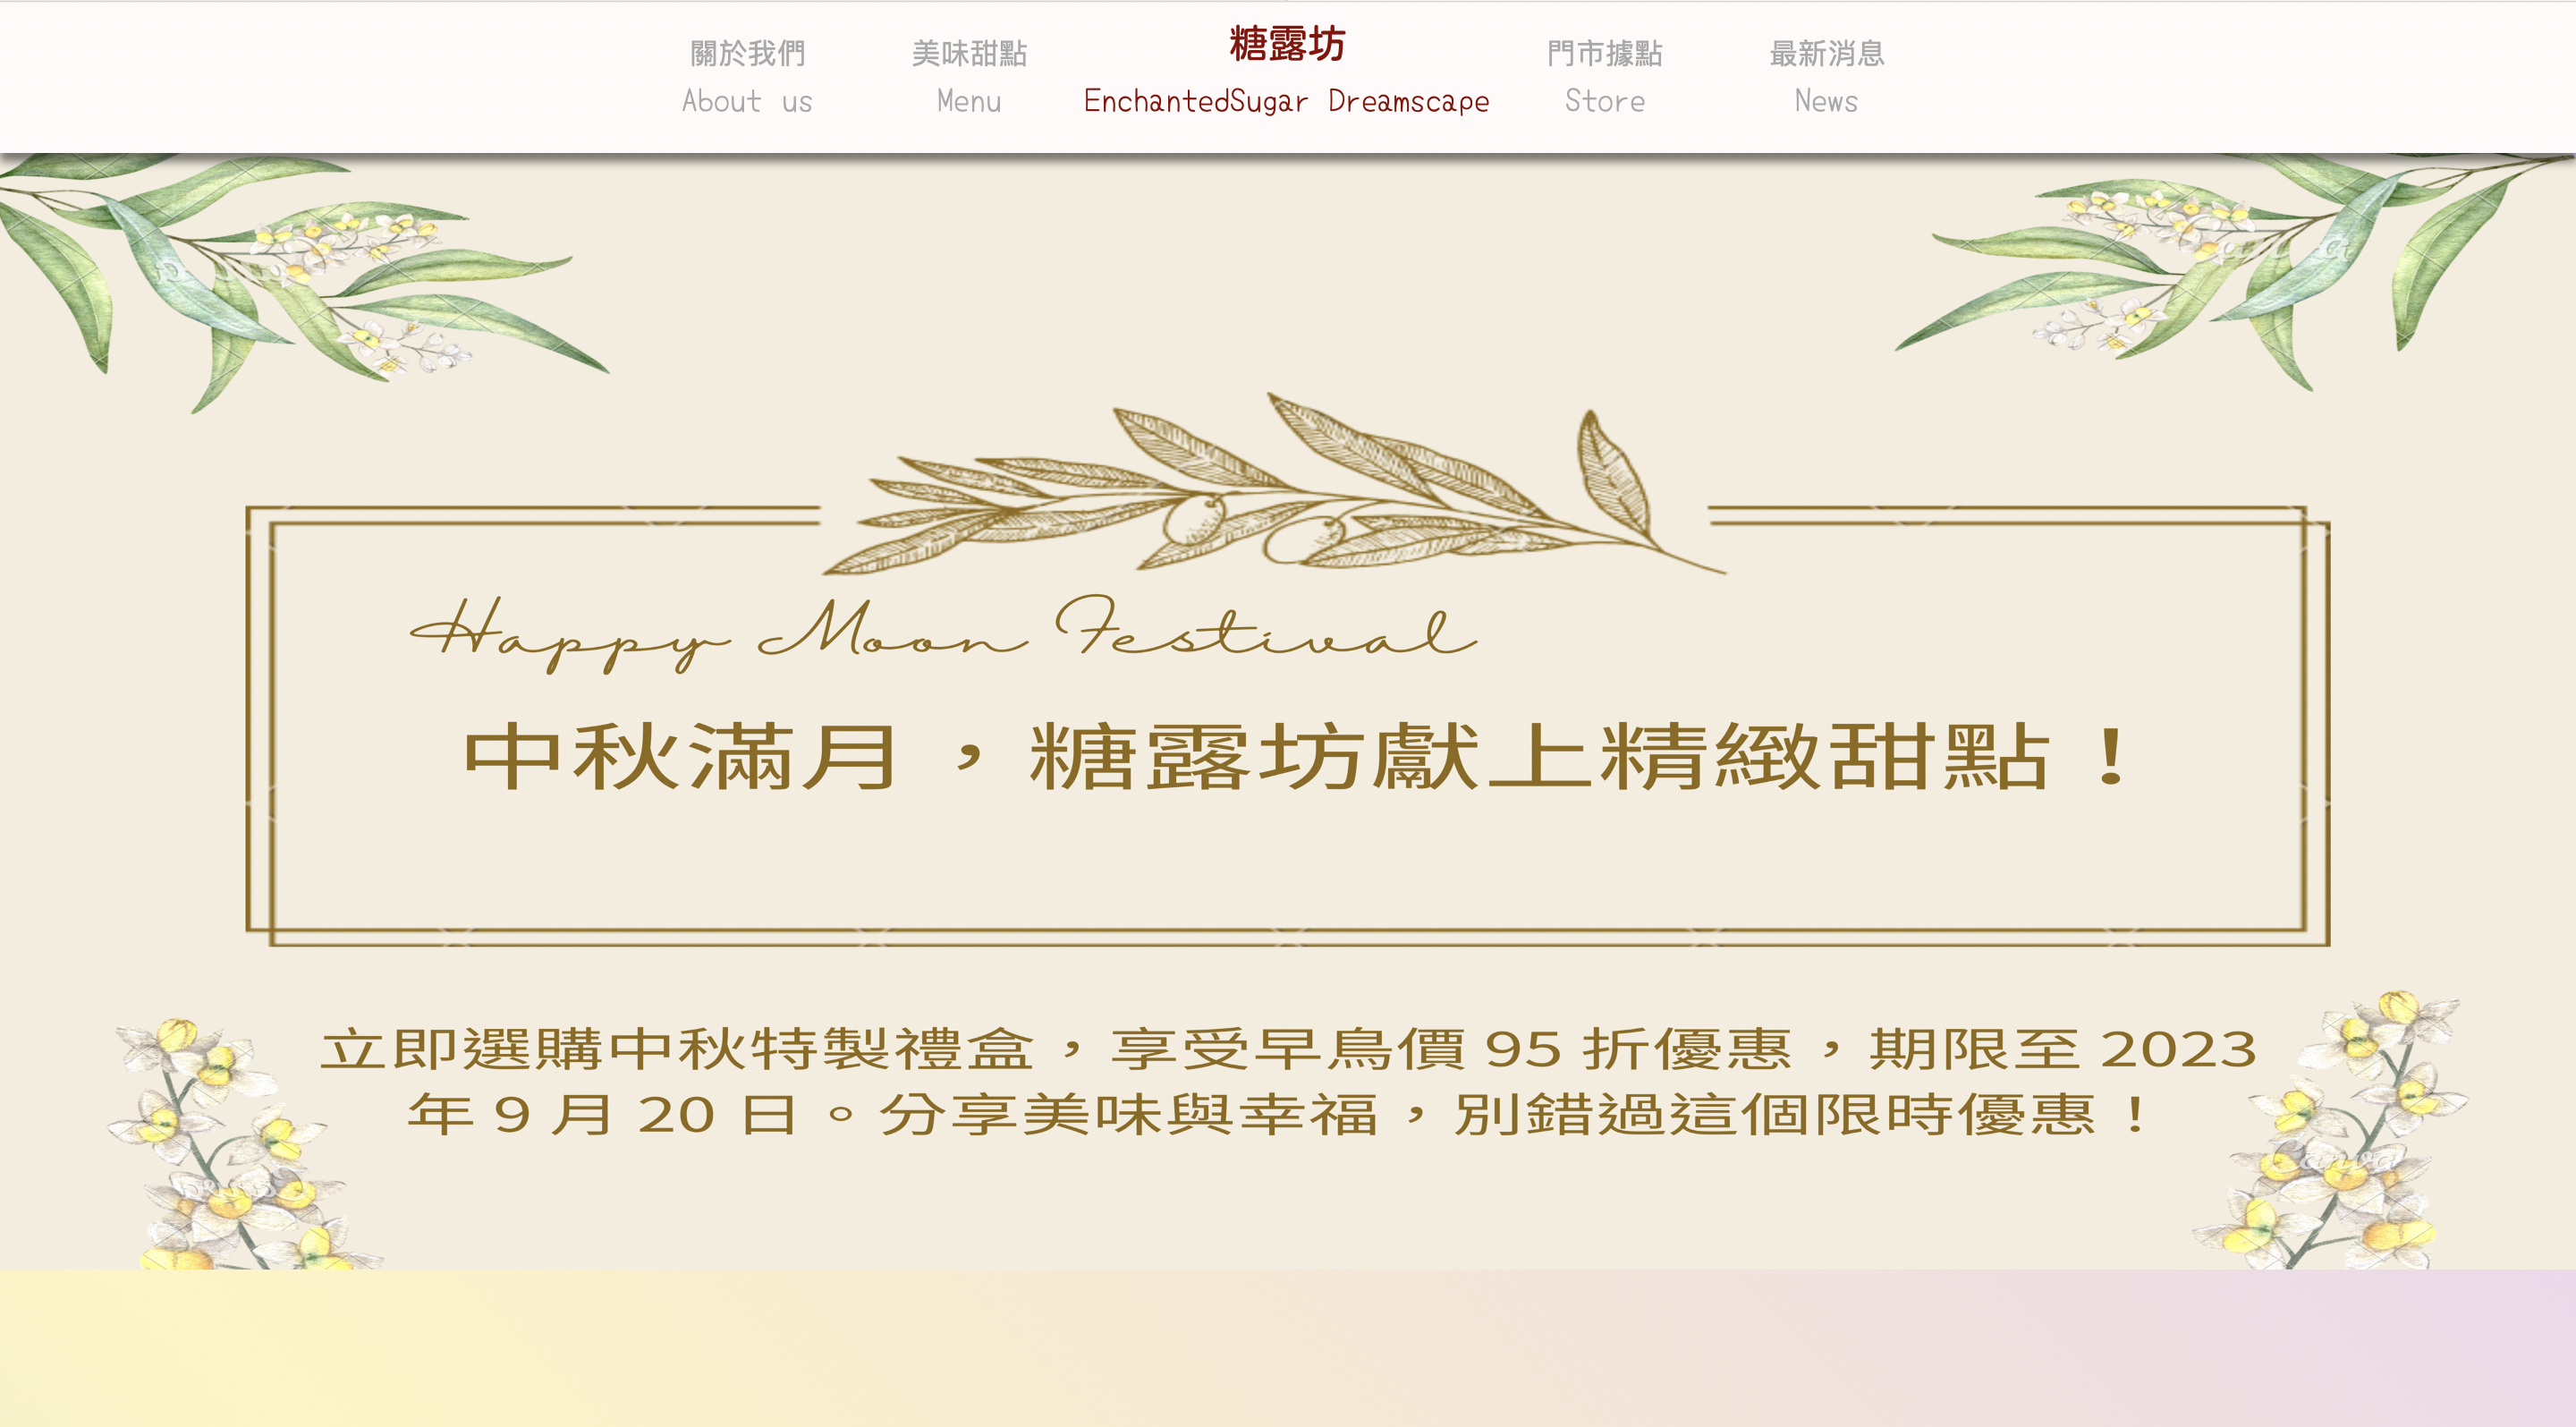 關於我們
美味甜點
糖露坊
門市據點
最新消息
About us
Menu
EnchantedSugar Dreamscape
Store
News
Happy Moon Festival
中秋滿月，糖露坊獻上精緻甜點！
立即選購中秋特製禮盒，享受早鳥價 95 折優惠，期限至 2023
年 9 月 20 日。分享美味與幸福，別錯過這個限時優惠！